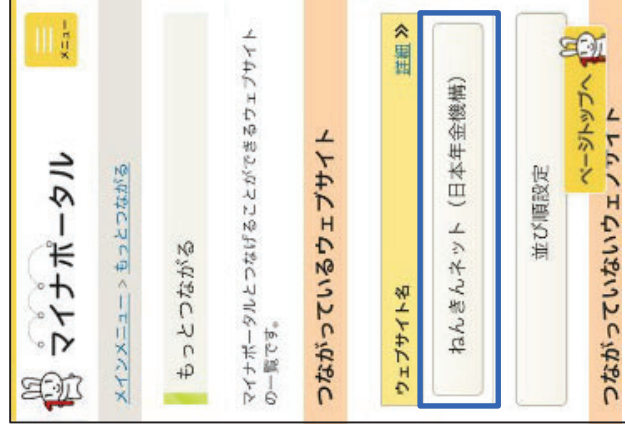 マイナポータル
メニュー
メインメニュー > もっとつながる
もっとつながる
マイナポータルとつなげることができるウェブサイト
の一覧です。
つながっているウェブサイト
ウェブサイト名
詳細 »
ねんきんネット（日本年金機構）
並び順設定
ページトップへ
つながっていないウェブサイト